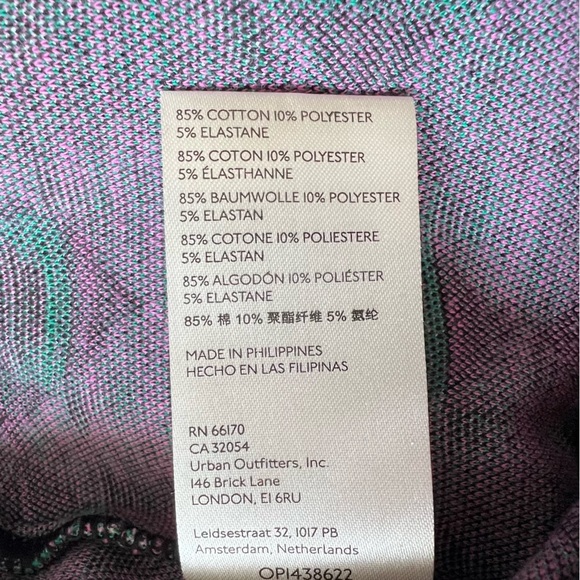 85% COTTON 10% POLYESTER
5% ELASTANE
85% COTON 10% POLYESTER
5% ÉLASTHANNE
85% BAUMWOLLE 10% POLYESTER
5% ELASTAN
85% COTONE 10% POLIESTERE
5% ELASTAN
85% ALGODÓN 10% POLIÉSTER
5% ELASTANE
85% 棉 10% 聚酯纤维 5% 氨纶
MADE IN PHILIPPINES
HECHO EN LAS FILIPINAS
RN 66170
CA 32054
Urban Outfitters, Inc.
146 Brick Lane
LONDON, E1 6RU
Leidsestraat 32, 1017 PB
Amsterdam, Netherlands
OP1438622